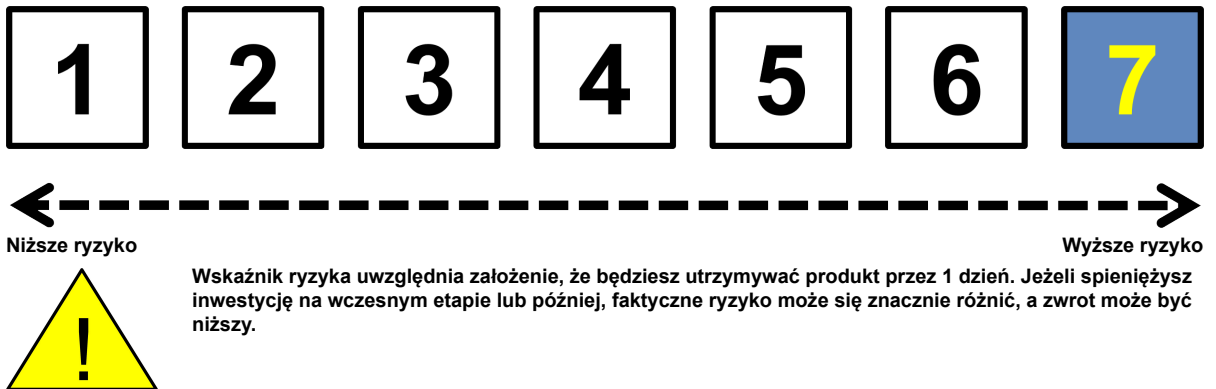 1 2 3 4 5 6 7
Niższe ryzyko Wyższe ryzyko
Wskaźnik ryzyka uwzględnia założenie, że będziesz utrzymywać produkt przez 1 dzień. Jeżeli spieniężysz
inwestycję na wczesnym etapie lub później, faktyczne ryzyko może się znacznie różnić, a zwrot może być
niższy.
!